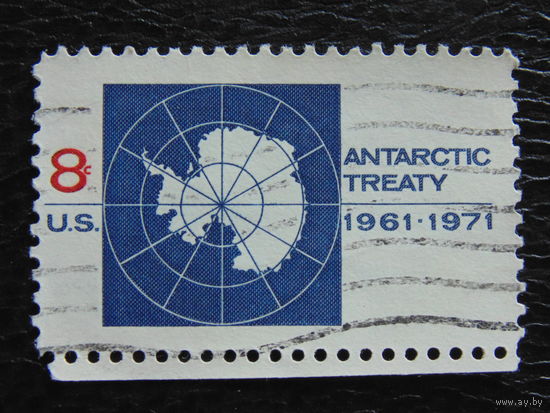 8c
U.S.
ANTARCTIC
TREATY
1961·1971
www.ay.by